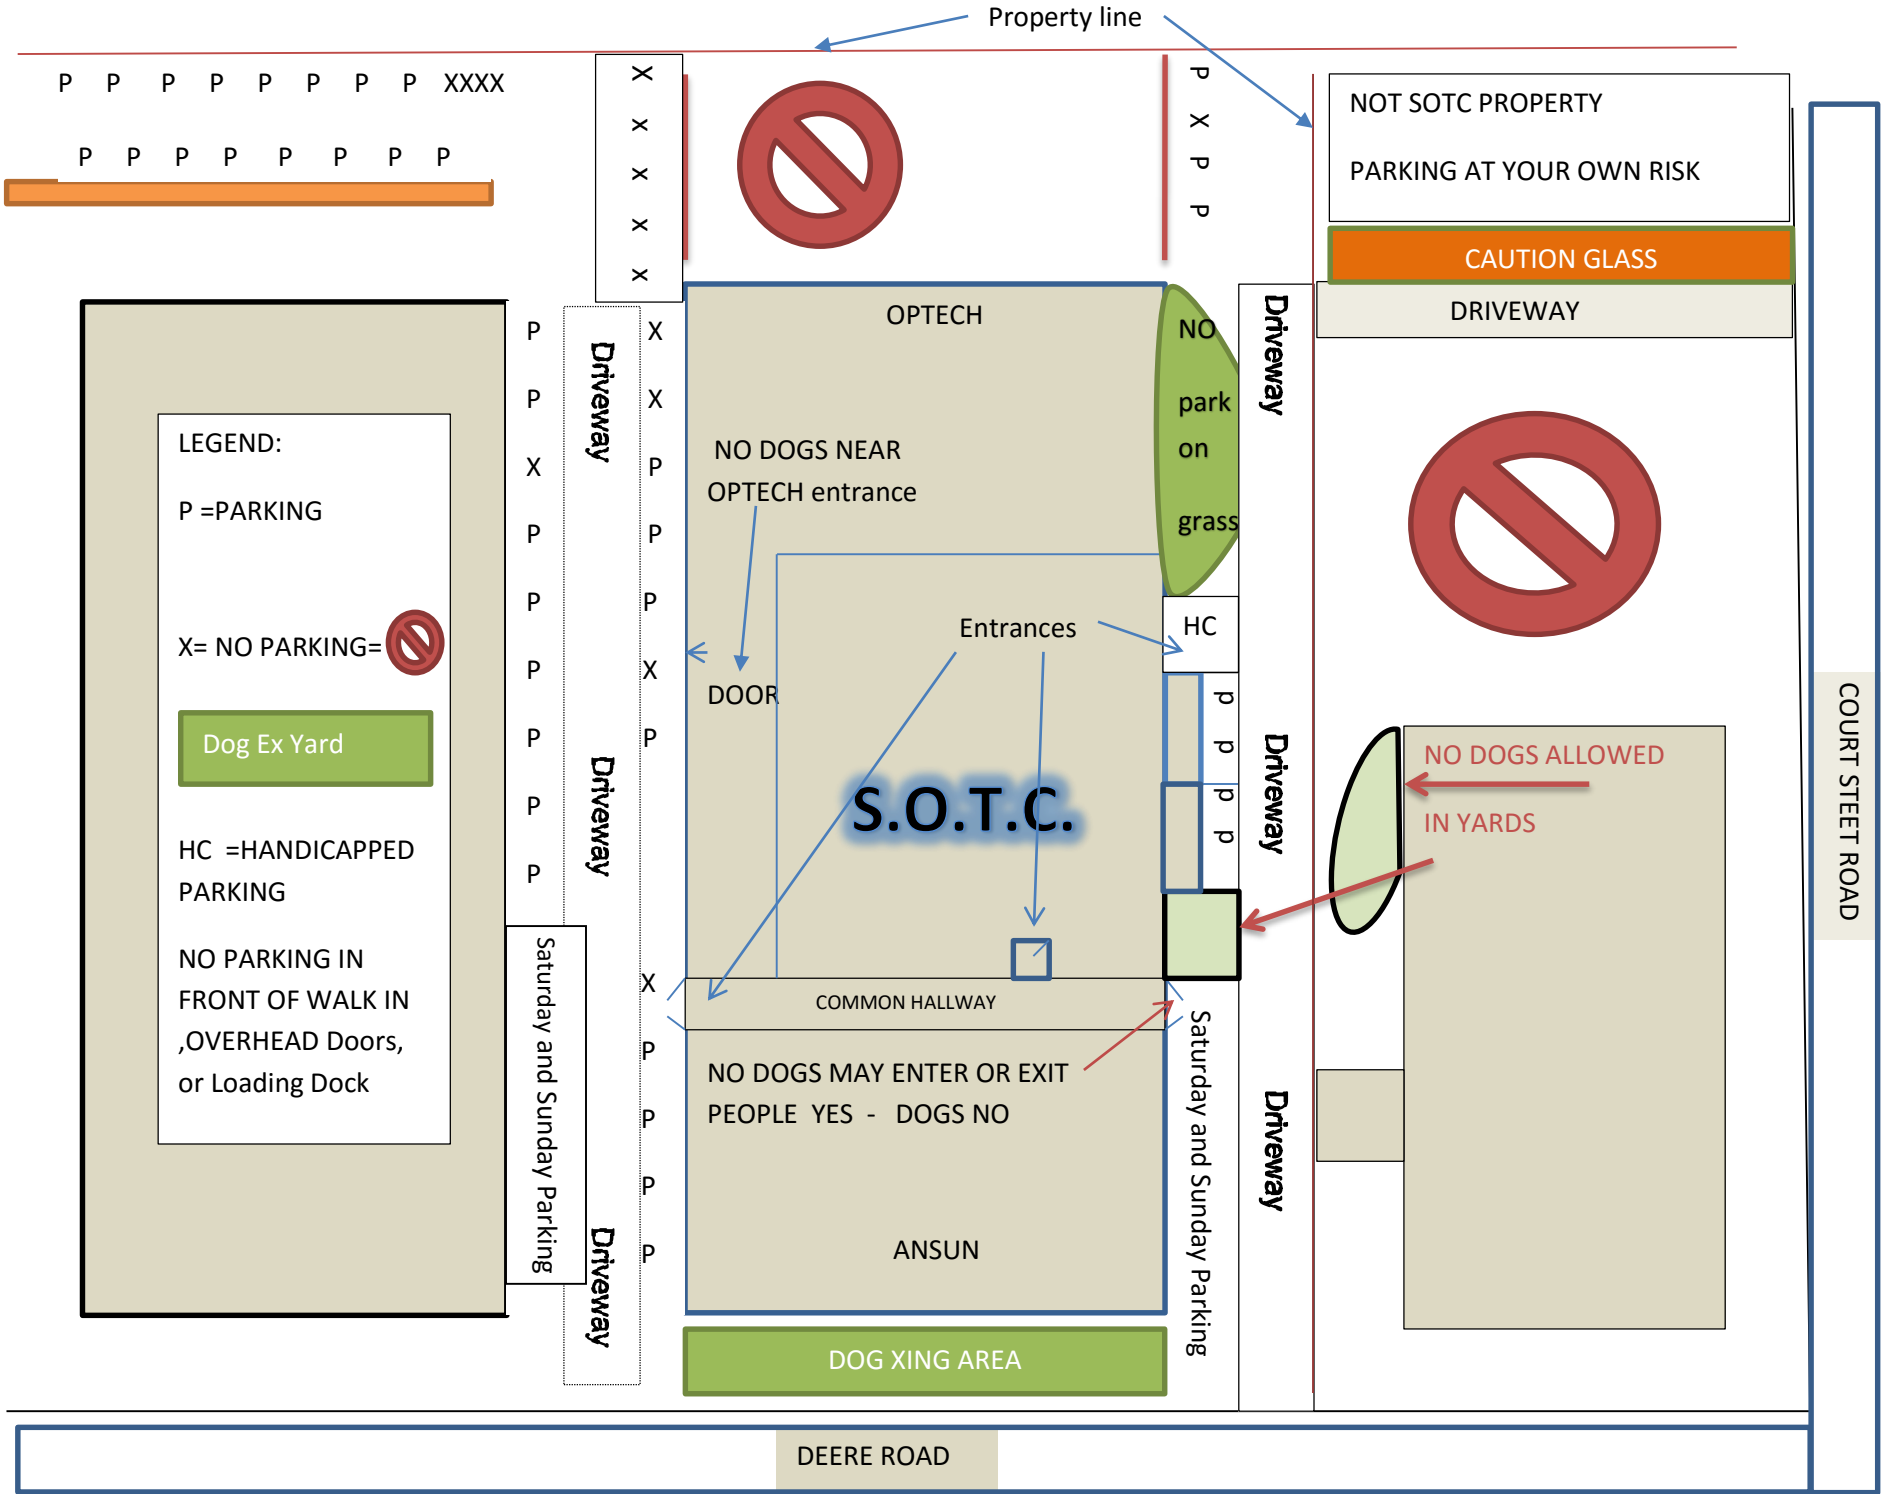 Property line
P P P P P P P P XXXX
P P P P P P P P
X
X
X
X
X
P
X
P
P
NOT SOTC PROPERTY
PARKING AT YOUR OWN RISK
CAUTION GLASS
DRIVEWAY
LEGEND:
P =PARKING
X= NO PARKING=
Dog Ex Yard
HC =HANDICAPPED
PARKING
NO PARKING IN
FRONT OF WALK IN
,OVERHEAD Doors,
or Loading Dock
P
P
X
P
P
P
P
P
P
Saturday and Sunday Parking
Driveway
Driveway
Driveway
X
X
P
P
P
X
P
X
P
P
P
P
OPTECH
NO DOGS NEAR
OPTECH entrance
DOOR
Entrances
S.O.T.C.
COMMON HALLWAY
NO DOGS MAY ENTER OR EXIT
PEOPLE YES - DOGS NO
ANSUN
DOG XING AREA
NO
park
on
grass
HC
p
p
p
p
Saturday and Sunday Parking
Driveway
Driveway
Driveway
NO DOGS ALLOWED
IN YARDS
COURT STEET ROAD
DEERE ROAD